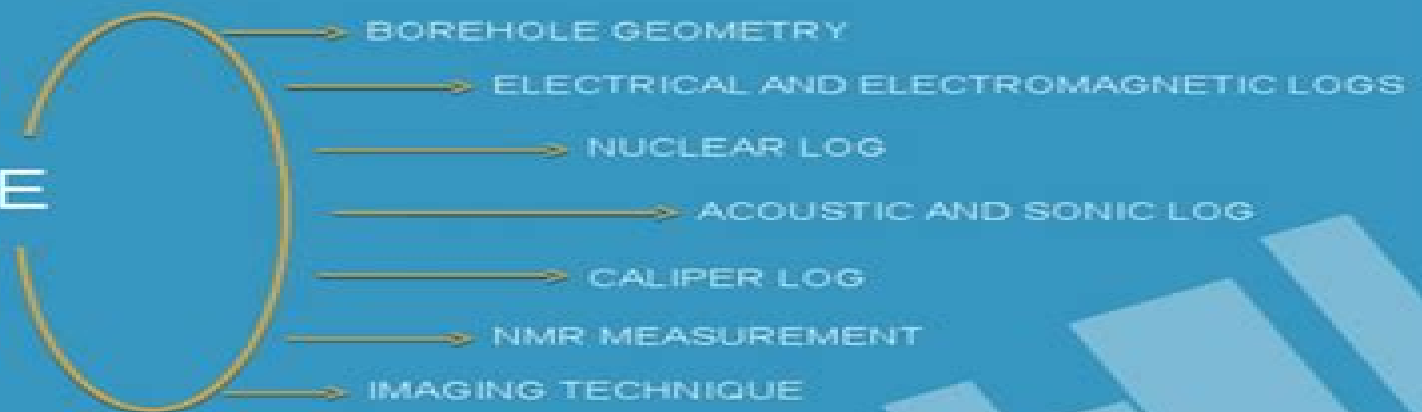 BOREHOLE GEOMETRY
ELECTRICAL AND ELECTROMAGNETIC LOGS
NUCLEAR LOG
E
ACOUSTIC AND SONIC LOG
CALIPER LOG
NMR MEASUREMENT
IMAGING TECHNIQUE